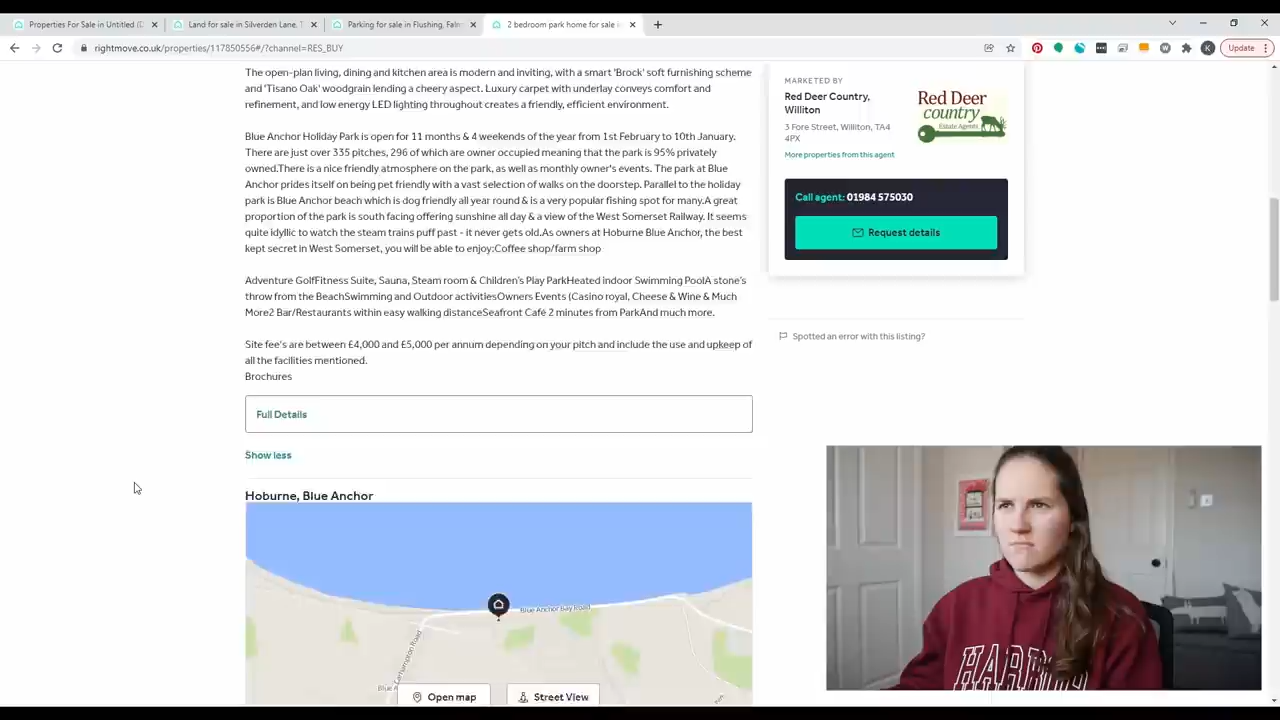 Properties For Sale in Untitled (D
Land for sale in Silverden Lane, T
Parking for sale in Flushing, Falm
2 bedroom park home for sale in
rightmove.co.uk/properties/117850556#/?channel=RES_BUY
K
Update
The open-plan living, dining and kitchen area is modern and inviting, with a smart 'Brock' soft furnishing scheme
and 'Tisano Oak' woodgrain lending a cheery aspect. Luxury carpet with underlay conveys comfort and
refinement, and low energy LED lighting throughout creates a friendly, efficient environment.
Blue Anchor Holiday Park is open for 11 months & 4 weekends of the year from 1st February to 10th January.
There are just over 335 pitches, 296 of which are owner occupied meaning that the park is 95% privately
owned.There is a nice friendly atmosphere on the park, as well as monthly owner's events. The park at Blue
Anchor prides itself on being pet friendly with a vast selection of walks on the doorstep. Parallel to the holiday
park is Blue Anchor beach which is dog friendly all year round & is a very popular fishing spot for many.A great
proportion of the park is south facing offering sunshine all day & a view of the West Somerset Railway. It seems
quite idyllic to watch the steam trains puff past - it never gets old.As owners at Hoburne Blue Anchor, the best
kept secret in West Somerset, you will be able to enjoy:Coffee shop/farm shop
Adventure GolfFitness Suite, Sauna, Steam room & Children's Play ParkHeated indoor Swimming PoolA stone's
throw from the BeachSwimming and Outdoor activitiesOwners Events (Casino royal, Cheese & Wine & Much
More2 Bar/Restaurants within easy walking distanceSeafront Café 2 minutes from ParkAnd much more.
Site fee's are between £4,000 and £5,000 per annum depending on your pitch and include the use and upkeep of
all the facilities mentioned.
Brochures
Full Details
Show less
Hoburne, Blue Anchor
Blue Anchor Bay Road
Carhampton Road
Blue A
Open map
Street View
MARKETED BY
Red Deer Country,
Williton
3 Fore Street, Williton, TA4
4PX
More properties from this agent
Red Deer
country
Estate Agents
Call agent: 01984 575030
Request details
Spotted an error with this listing?